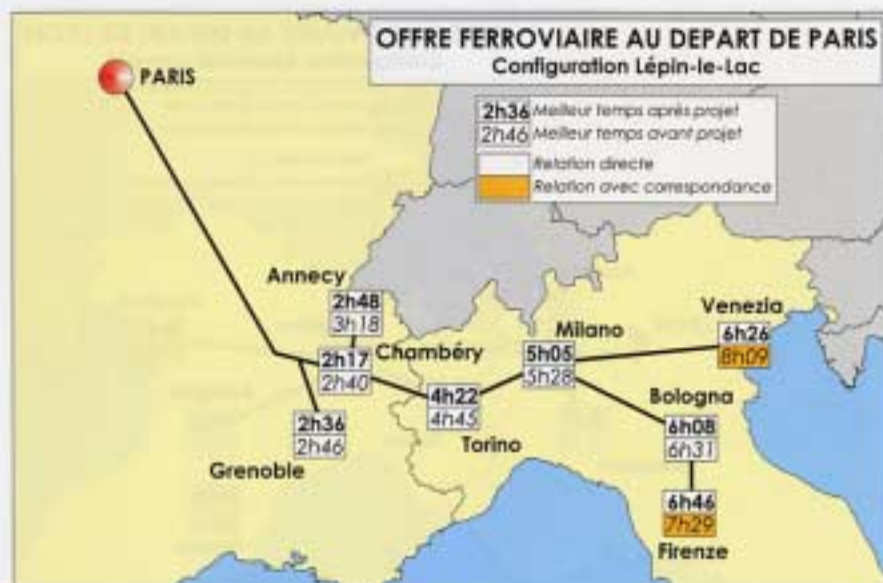 OFFRE FERROVIAIRE AU DEPART DE PARIS
Configuration Lépin-le-Lac
PARIS
2h36 Meilleur temps après projet
2h46 Meilleur temps avant projet
Relation directe
Relation avec correspondance
Annecy
2h48
3h18
Chambéry
2h17
2h40
Grenoble
2h36
2h46
Torino
4h22
4h45
Milano
5h05
5h28
Venezia
6h26
8h09
Bologna
6h08
6h31
6h46
7h29
Firenze